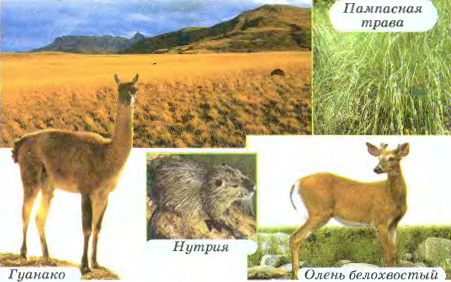 Пампасная
трава
Нутрия
Гуанако
Олень белохвостый